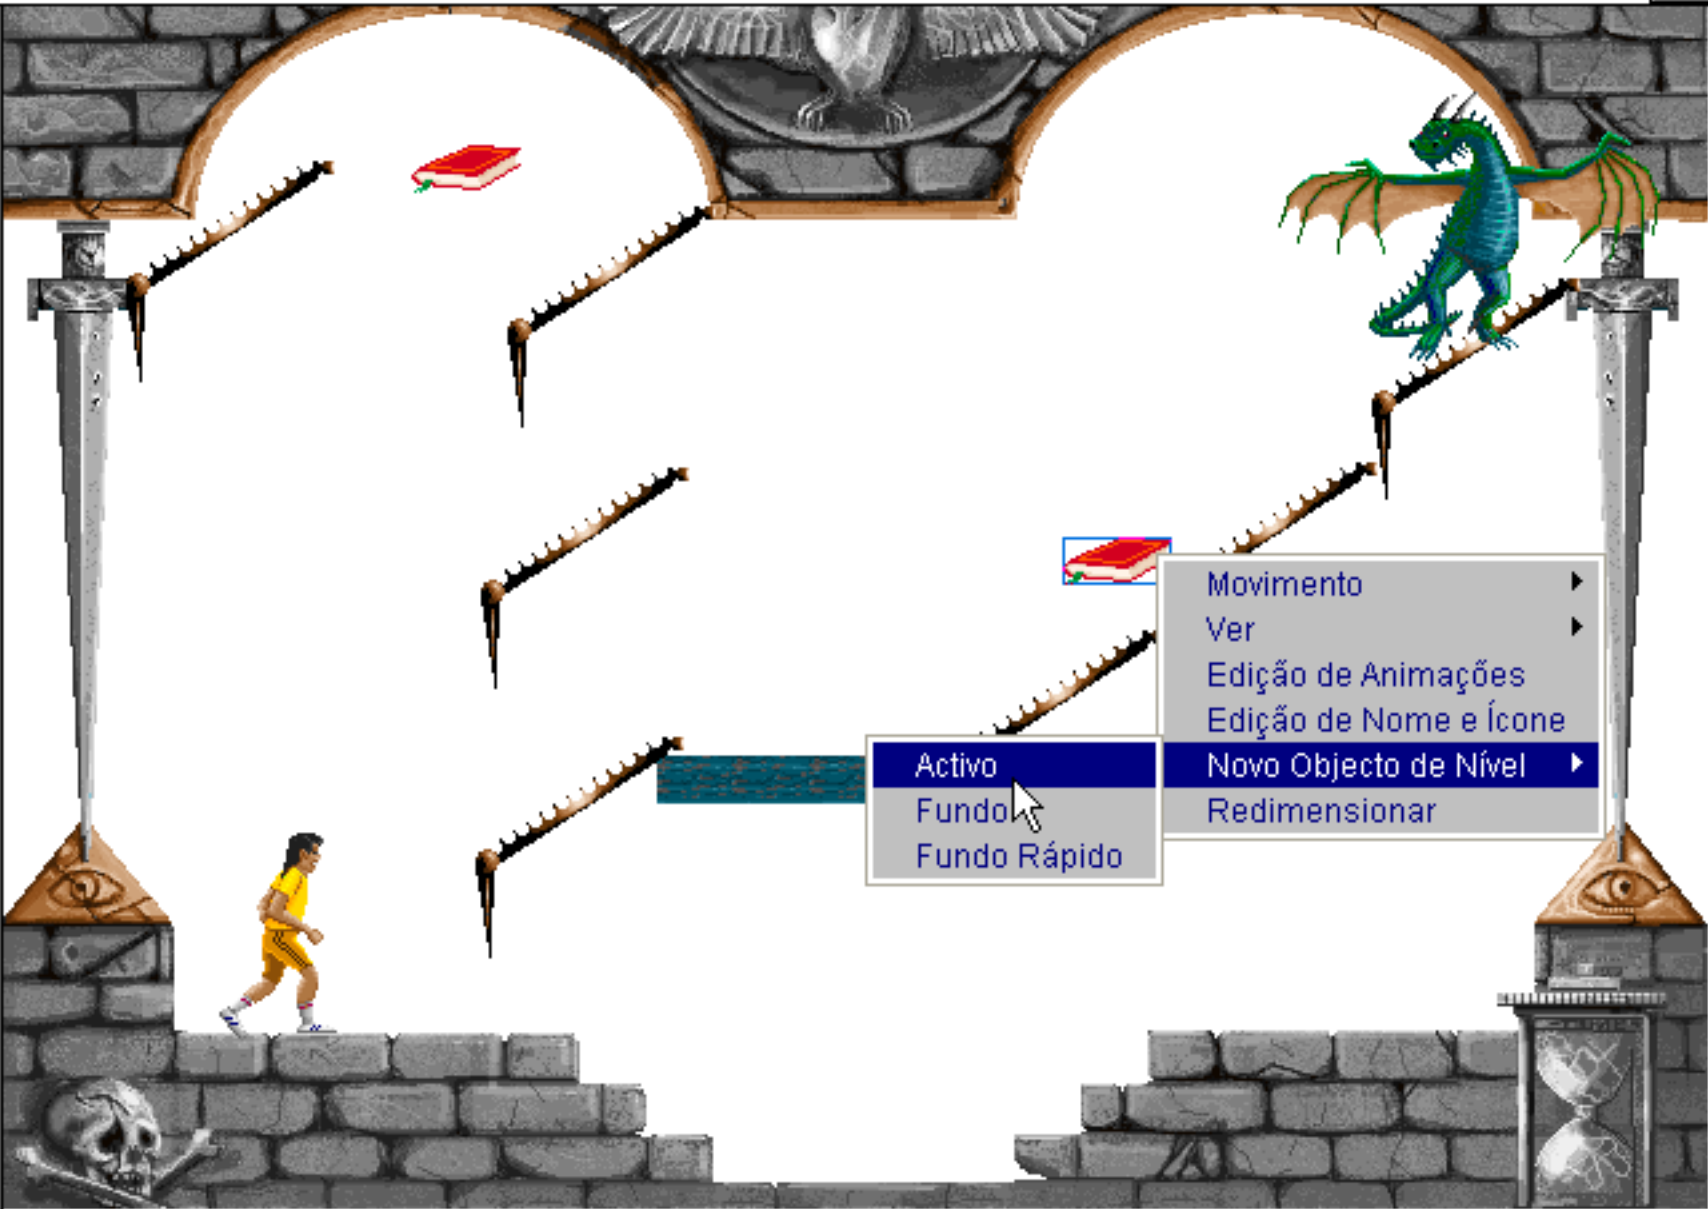 Movimento
Ver
Edição de Animações
Edição de Nome e Ícone
Novo Objecto de Nível
Redimensionar
Activo
Fundo
Fundo Rápido